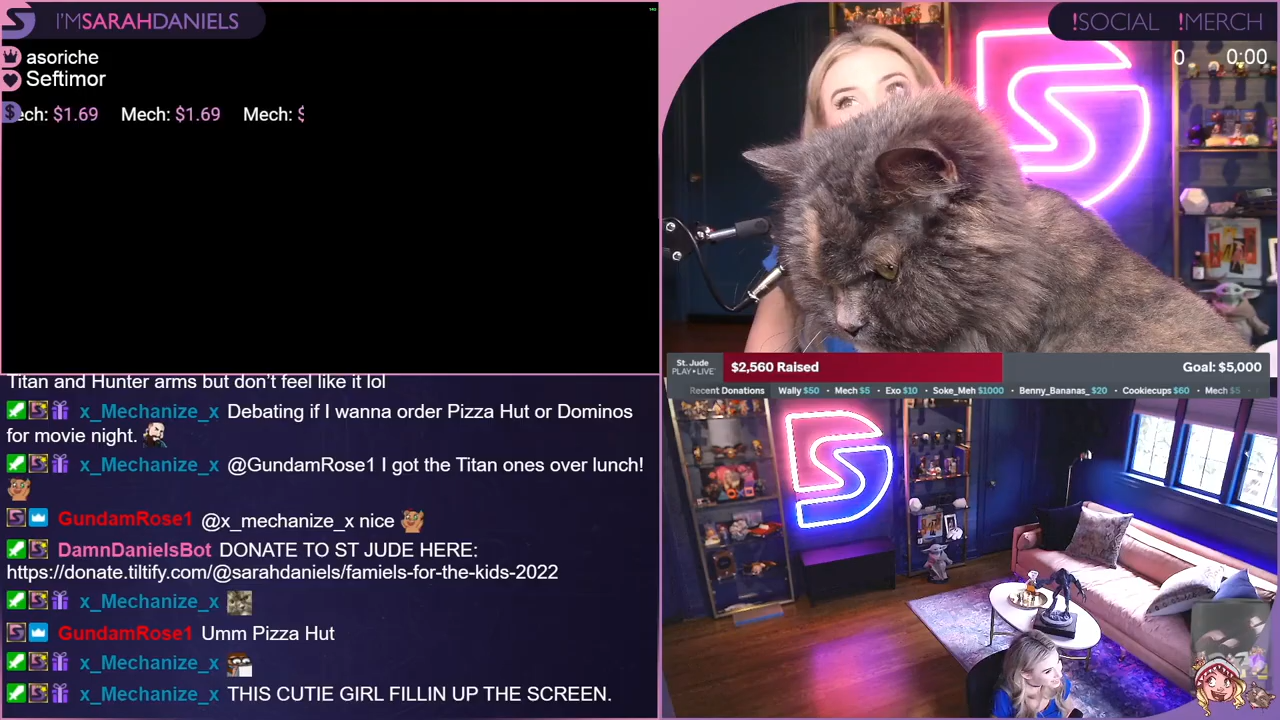 I'MSARAHDANIELS
asoriche
Seftimor
ech: $1.69 Mech: $1.69 Mech: $
!SOCIAL !MERCH
0 0:00
St. Jude
PLAY LIVE
$2,560 Raised
Goal: $5,000
Recent Donations Wally $50 • Mech $5 • Exo $10 • Soke_Meh $1000 • Benny_Bananas_ $20 • Cookiecups $60 • Mech $5
Titan and Hunter arms but don't feel like it lol
x_Mechanize_x Debating if I wanna order Pizza Hut or Dominos
for movie night.
x_Mechanize_x @GundamRose1 I got the Titan ones over lunch!
GundamRose1 @x_mechanize_x nice
DamnDanielsBot DONATE TO ST JUDE HERE:
https://donate.tiltify.com/@sarahdaniels/famiels-for-the-kids-2022
x_Mechanize_x
GundamRose1 Umm Pizza Hut
x_Mechanize_x
x_Mechanize_x THIS CUTIE GIRL FILLIN UP THE SCREEN.